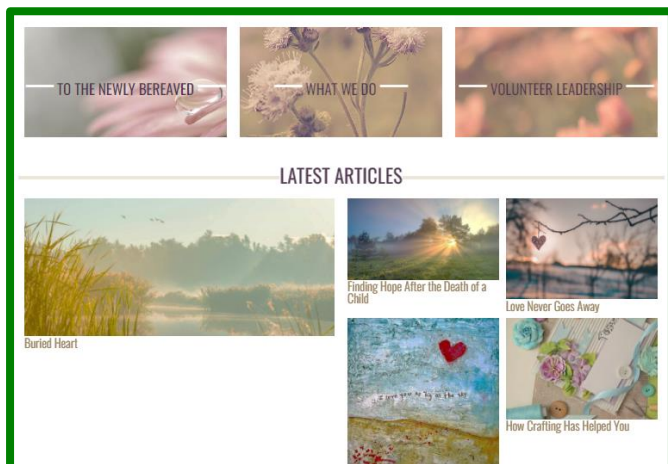 TO THE NEWLY BEREAVED
WHAT WE DO
VOLUNTEER LEADERSHIP
LATEST ARTICLES
Buried Heart
Finding Hope After the Death of a
Child
Love Never Goes Away
How Crafting Has Helped You